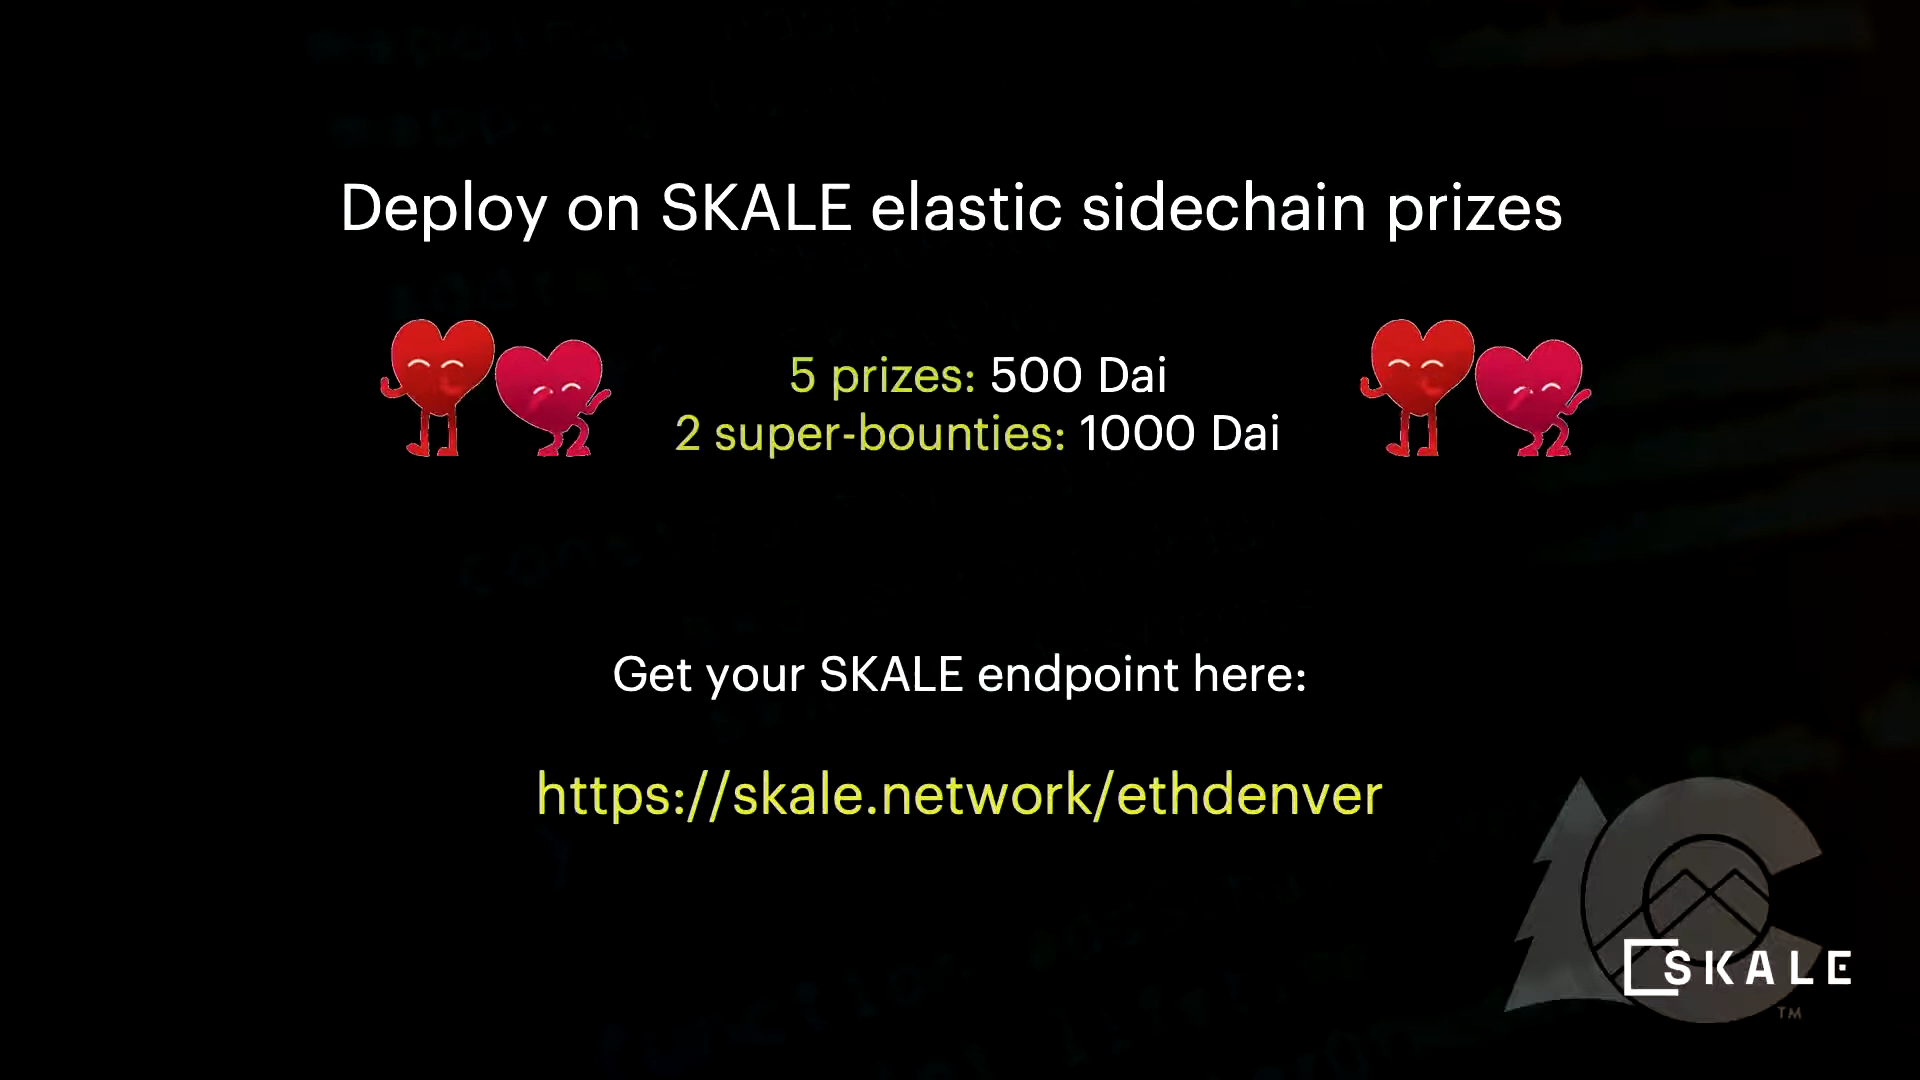 Deploy on SKALE elastic sidechain prizes
5 prizes: 500 Dai
2 super-bounties: 1000 Dai
Get your SKALE endpoint here:
https://skale.network/ethdenver
SKALE
TM